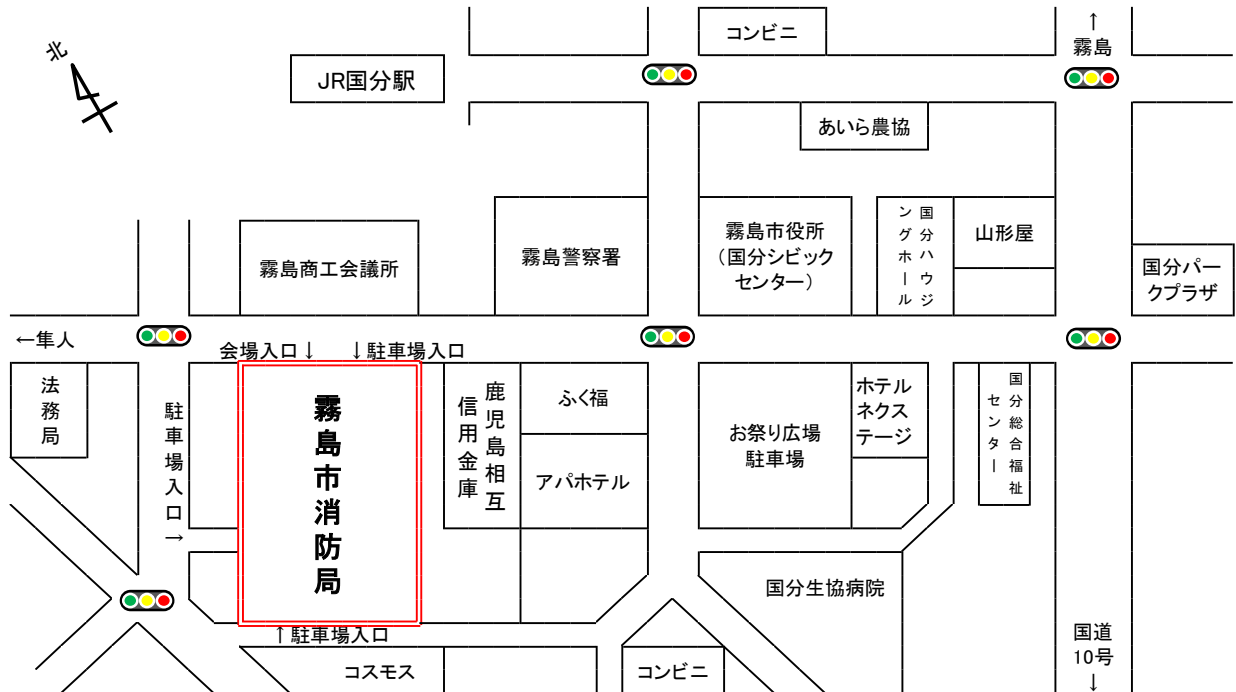 コンビニ
↑
霧島
北
JR国分駅
あいら農協
霧島商工会議所
霧島警察署
霧島市役所
（国分シビック
センター）
国分ハウジ
ングホール
山形屋
国分パー
クプラザ
←隼人
会場入口↓
↓駐車場入口
法務局
駐車場入口→
霧島市消防局
鹿児島相互
信用金庫
ふく福
アパホテル
お祭り広場
駐車場
ホテル
ネクス
テージ
国分総合福祉
センター
国分生協病院
↑駐車場入口
コスモス
コンビニ
国道
10号
↓